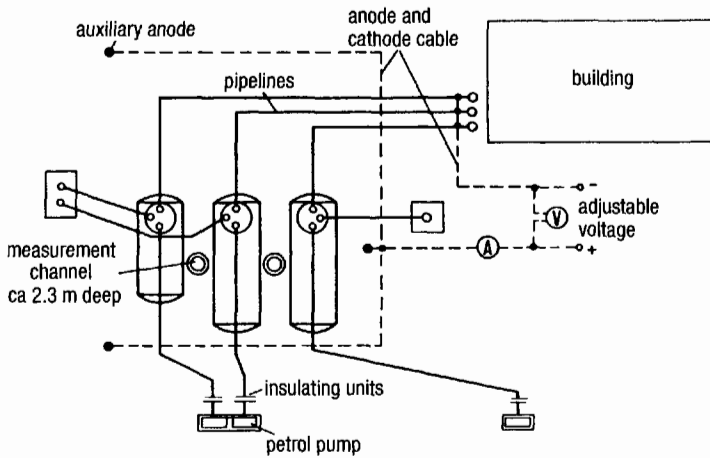 auxiliary anode
anode and
cathode cable
building
pipelines
adjustable
voltage
-
V
A
+
measurement
channel
ca 2.3 m deep
insulating units
petrol pump